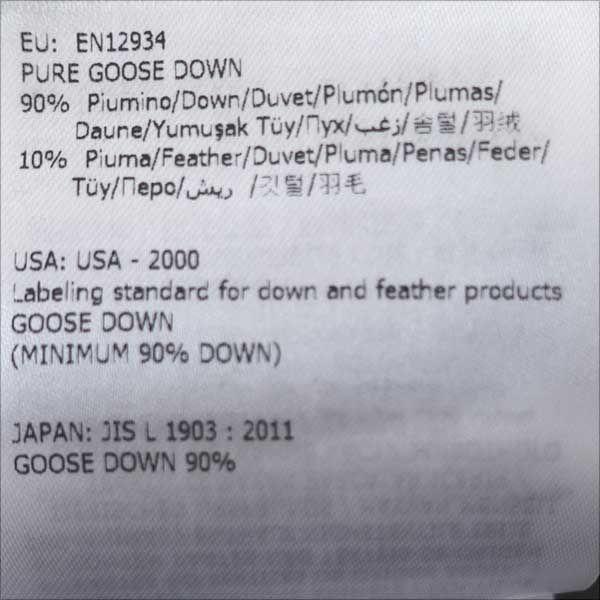 EU: EN12934
PURE GOOSE DOWN
90% Piumino/Down/Duvet/Plumón/Plumas/
Daune/Yumuşak Tüy/Пух/زغب/솜털/羽绒
10% Piuma/Feather/Duvet/Pluma/Penas/Feder/
Tüy/Перо/ريش /깃털/羽毛
USA: USA - 2000
Labeling standard for down and feather products
GOOSE DOWN
(MINIMUM 90% DOWN)
JAPAN: JIS L 1903 : 2011
GOOSE DOWN 90%